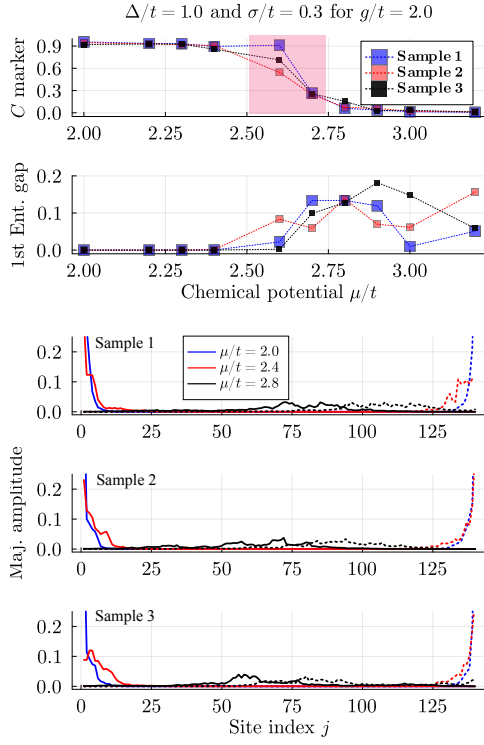 Δ/t = 1.0 and σ/t = 0.3 for g/t = 2.0
C marker
0.9
0.6
0.3
0.0
Sample 1
Sample 2
Sample 3
2.00 2.25 2.50 2.75 3.00
1st Ent. gap
0.2
0.1
0.0
2.00 2.25 2.50 2.75 3.00
Chemical potential μ/t
Maj. amplitude
Sample 1
μ/t = 2.0
μ/t = 2.4
μ/t = 2.8
0.2
0.1
0.0
0 25 50 75 100 125
Sample 2
0.2
0.1
0.0
0 25 50 75 100 125
Sample 3
0.2
0.1
0.0
0 25 50 75 100 125
Site index j